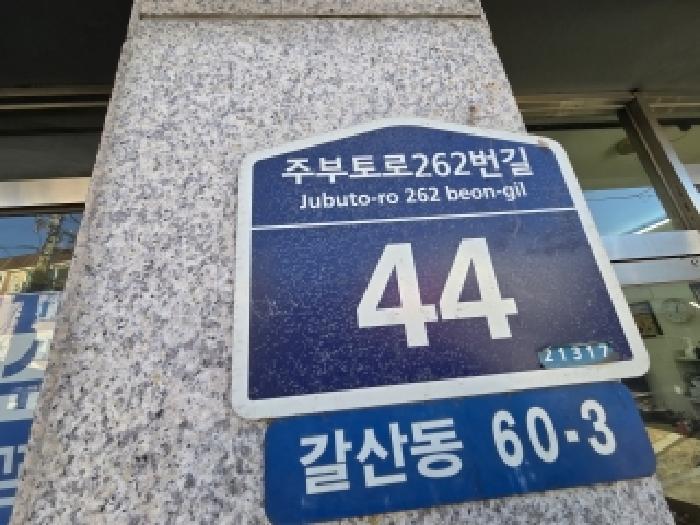 주부토로262번길
Jubuto-ro 262 beon-gil
44
21317
갈산동 60-3